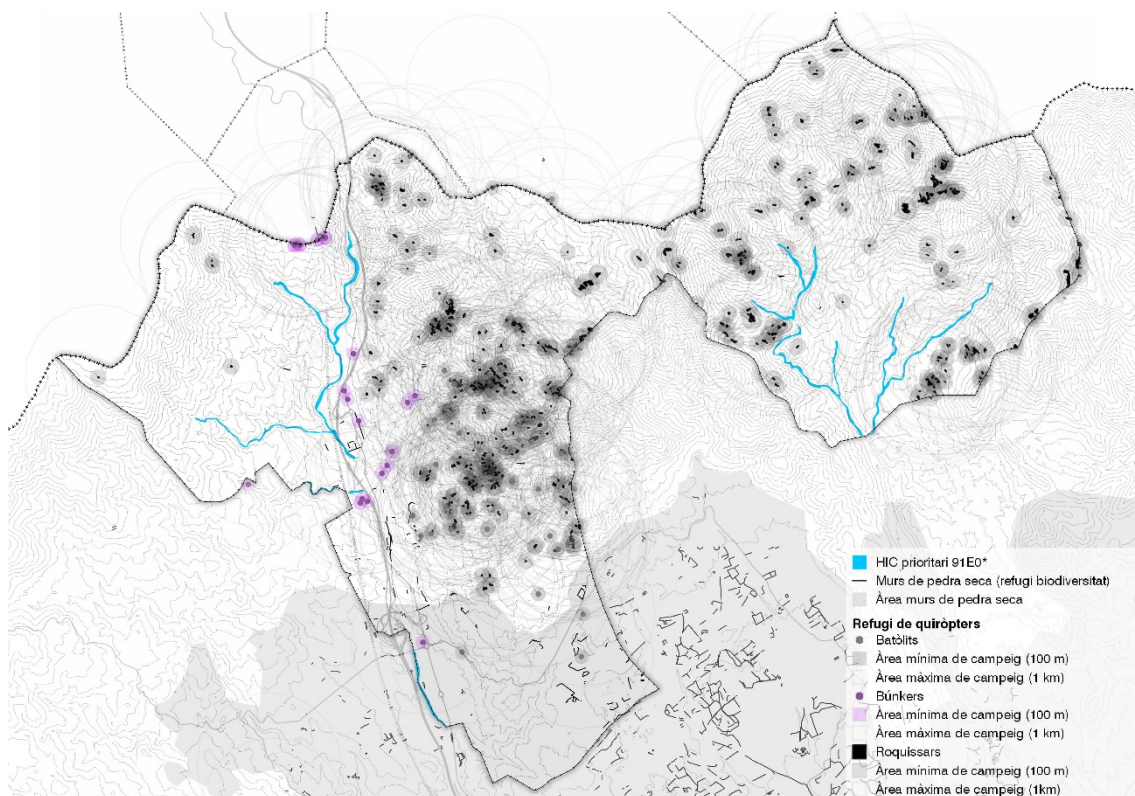 HIC prioritari 91E0*
Murs de pedra seca (refugi biodiversitat)
Àrea murs de pedra seca
Refugi de quiròpters
Batòlits
Àrea mínima de campeig (100 m)
Àrea màxima de campeig (1 km)
Búnkers
Àrea mínima de campeig (100 m)
Àrea màxima de campeig (1 km)
Roquissars
Àrea mínima de campeig (100 m)
Àrea màxima de campeig (1km)